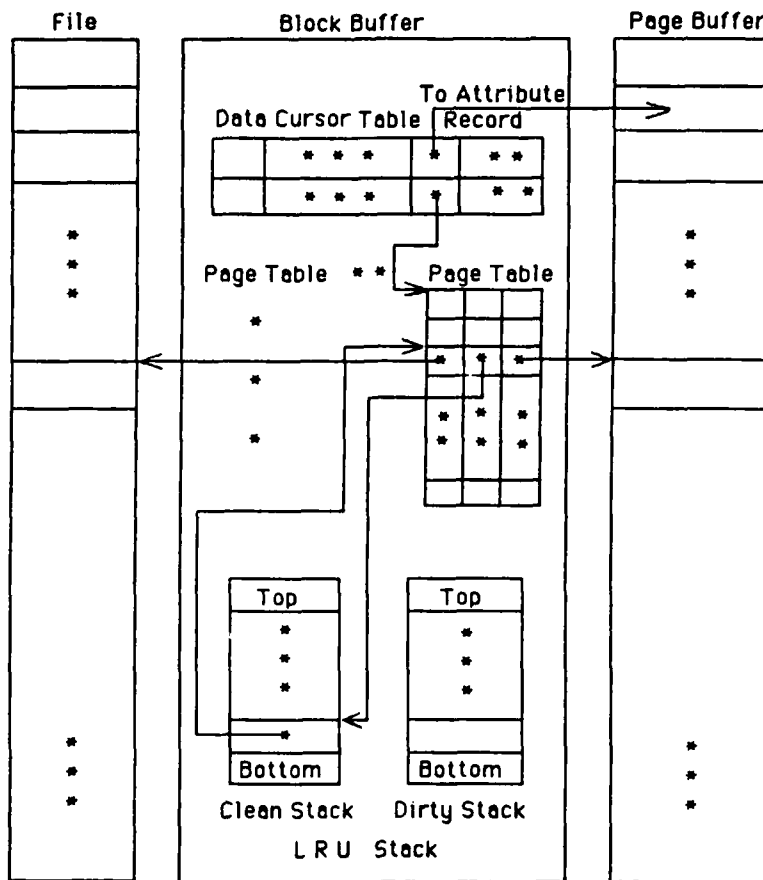 File Block Buffer Page Buffer
To Attribute
Data Cursor Table Record
* * * * * *
* * * * * *
* * *
Page Table * * Page Table
* * *
* * *
* * *
* * *
*
Top Top
* *
* *
* *
*
Bottom Bottom
* *
* *
* *
Clean Stack Dirty Stack
L R U Stack